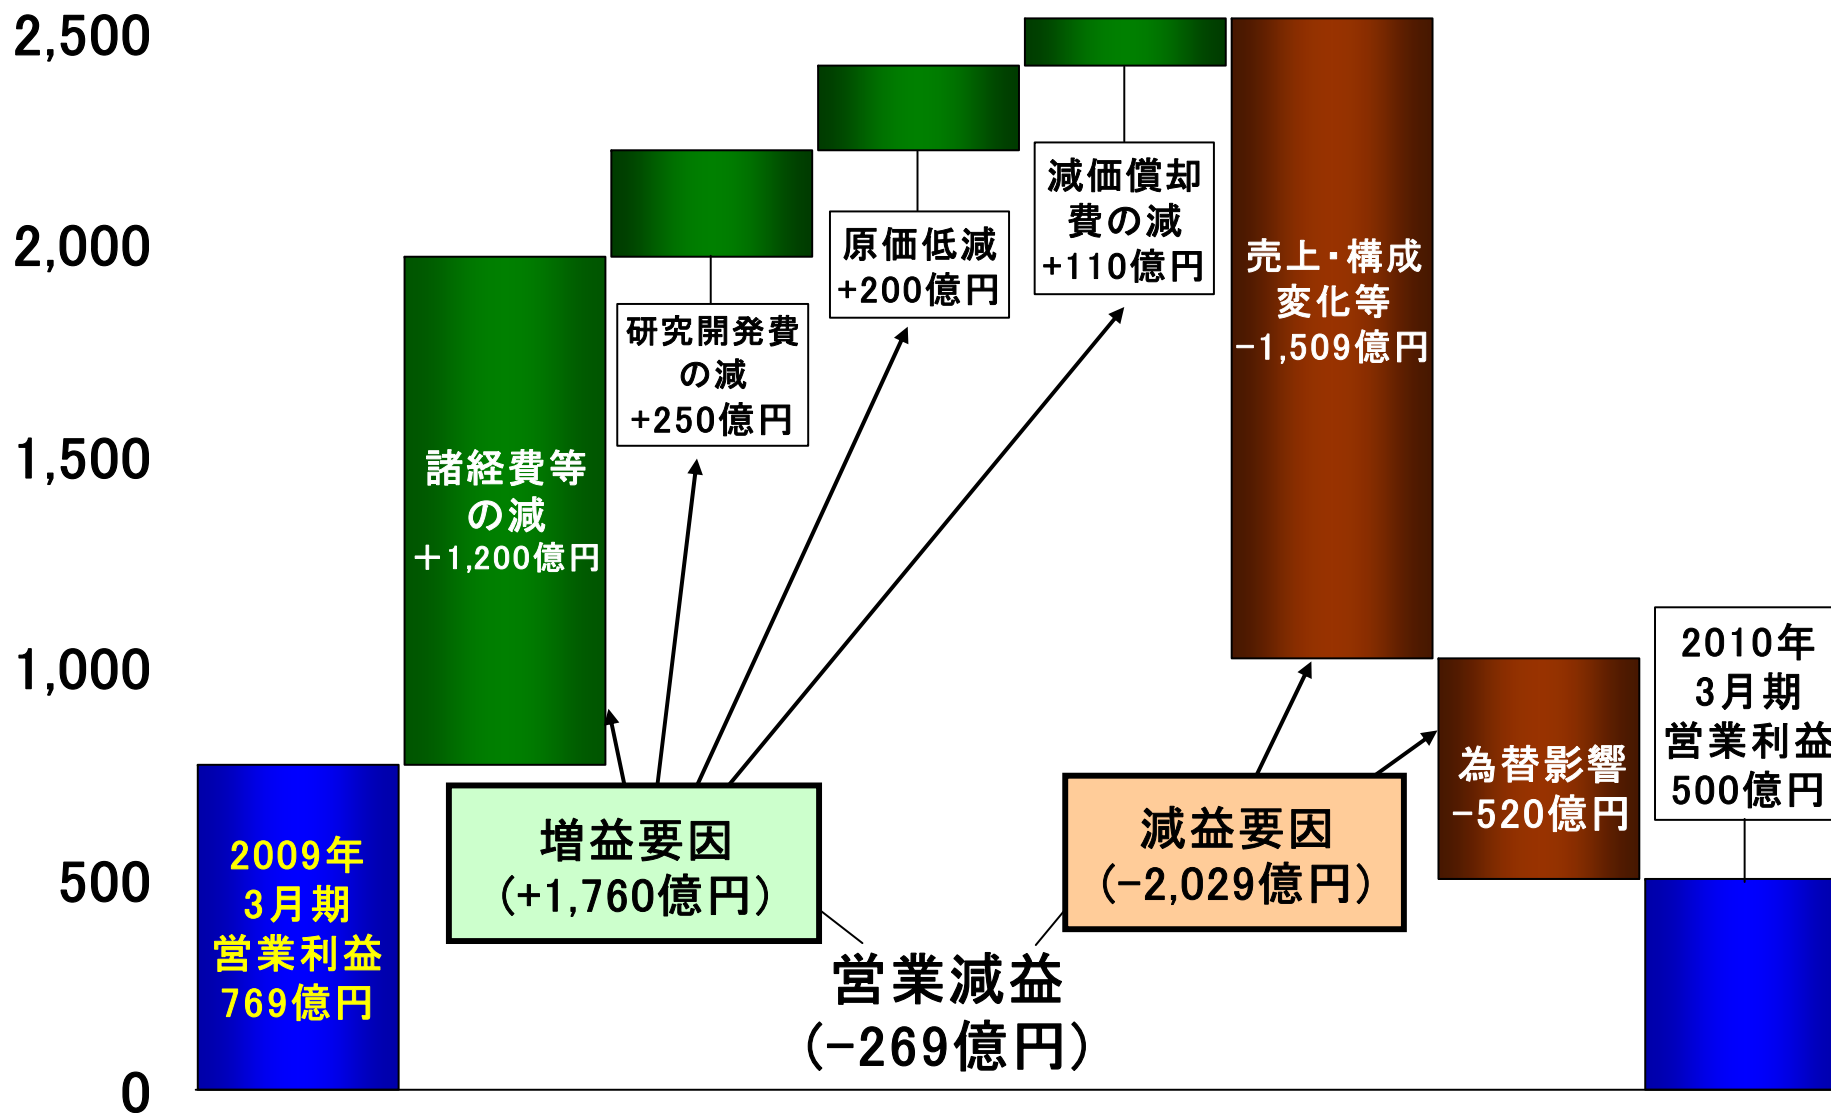 2,500
2,000
1,500
1,000
500
0
2009年
3月期
営業利益
769億円
諸経費等
の減
＋1,200億円
研究開発費
の減
+250億円
原価低減
+200億円
減価償却
費の減
+110億円
売上・構成
変化等
-1,509億円
為替影響
-520億円
2010年
3月期
営業利益
500億円
増益要因
(+1,760億円)
減益要因
(-2,029億円)
営業減益
(-269億円)